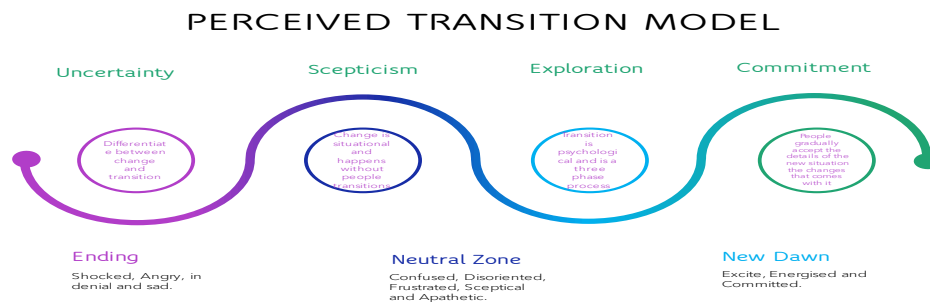 PERCEIVED TRANSITION MODEL
Uncertainty
Scepticism
Exploration
Commitment
Differentiat
e between
change
and
transition
Change is
situational
and
happens
without
people
transitions
Transition
is
psychologi
cal and is a
three
phase
process
People
gradually
accept the
details of the
new situation
the changes
that comes
with it
Ending
Shocked, Angry, in
denial and sad.
Neutral Zone
Confused, Disoriented,
Frustrated, Sceptical
and Apathetic.
New Dawn
Excite, Energised and
Committed.